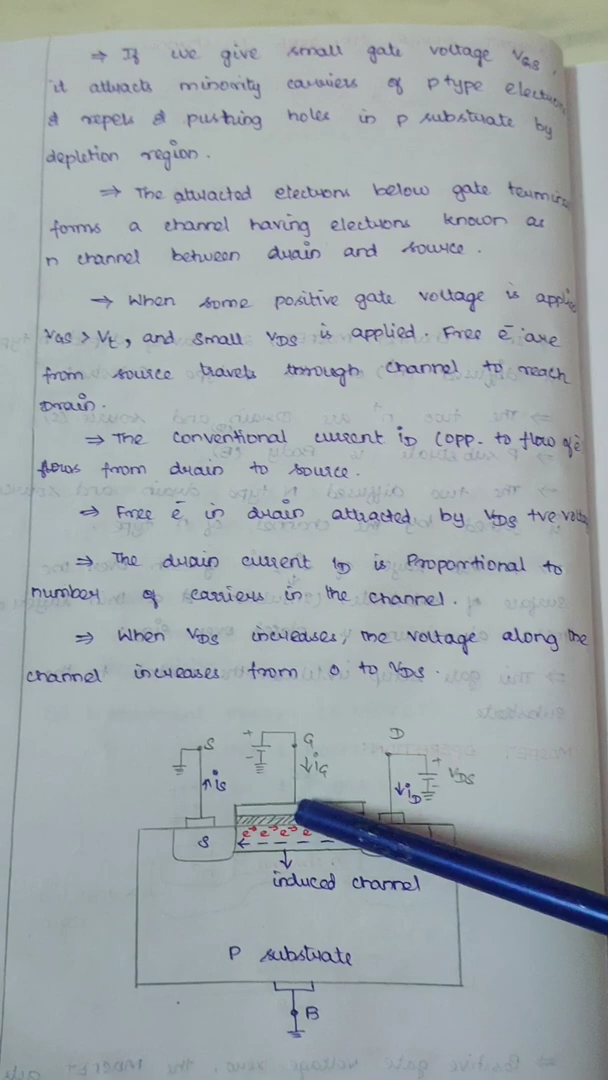 ⇒ If we give small gate voltage VGS,
it attracts minority carriers of p type electron
& repels & pushing holes in p substrate by
depletion region.
⇒ The attracted electrons below gate termina
forms a channel having electrons known as
n channel between drain and source.
→ When some positive gate voltage is applie
VGS > Vt, and small VDS is applied. Free e⁻ are
from source travels through channel to reach
Drain.
⇒ The conventional current iD (opp. to flow of e⁻
flows from drain to source.
⇒ Free e⁻ in drain attracted by VDS +ve volta
⇒ The drain current ID is Proportional to
number of carriers in the channel.
⇒ When VDS increases, the voltage along the
channel increases from 0 to VDS.
S + - G D
↑is ↓iG ↓iD + - VDS
S e⁻ e⁻ e⁻ e
induced channel
P substrate
B